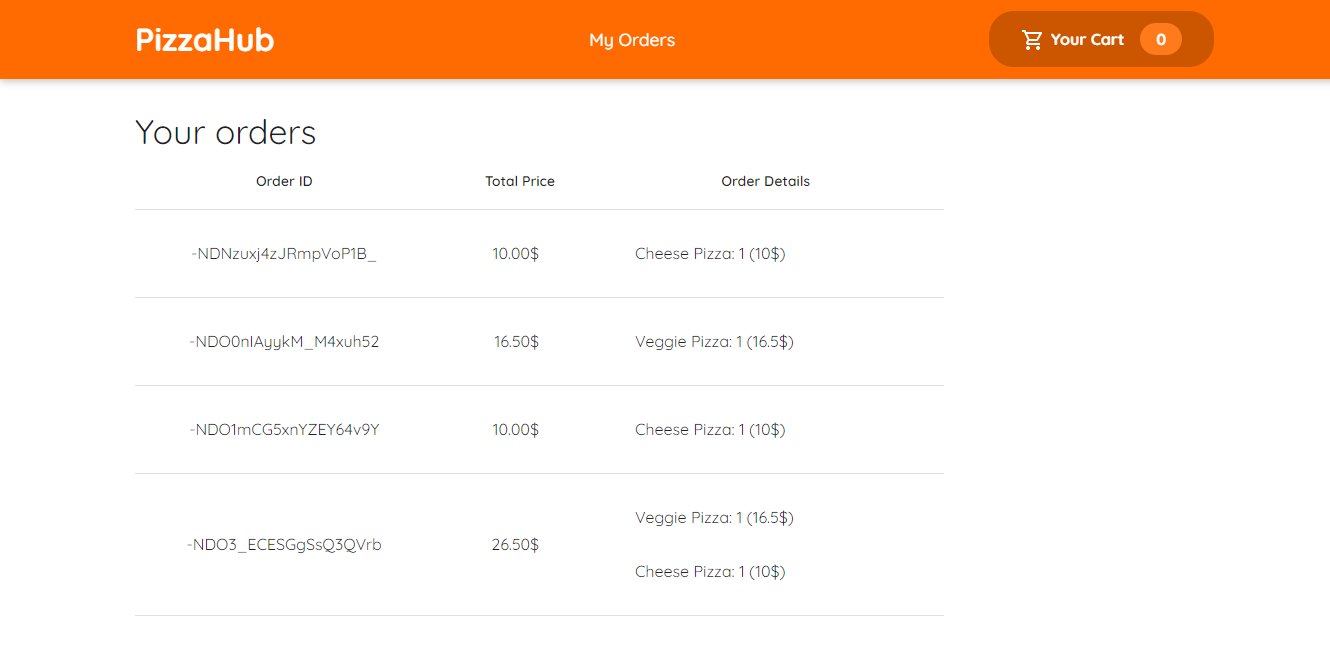 PizzaHub
My Orders
Your Cart 0
Your orders
Order ID Total Price Order Details
-NDNzuxj4zJRmpVoP1B_ 10.00$ Cheese Pizza: 1 (10$)
-NDO0nIAyykM_M4xuh52 16.50$ Veggie Pizza: 1 (16.5$)
-NDO1mCG5xnYZEY64v9Y 10.00$ Cheese Pizza: 1 (10$)
Veggie Pizza: 1 (16.5$)
-NDO3_ECESGgSsQ3QVrb 26.50$
Cheese Pizza: 1 (10$)